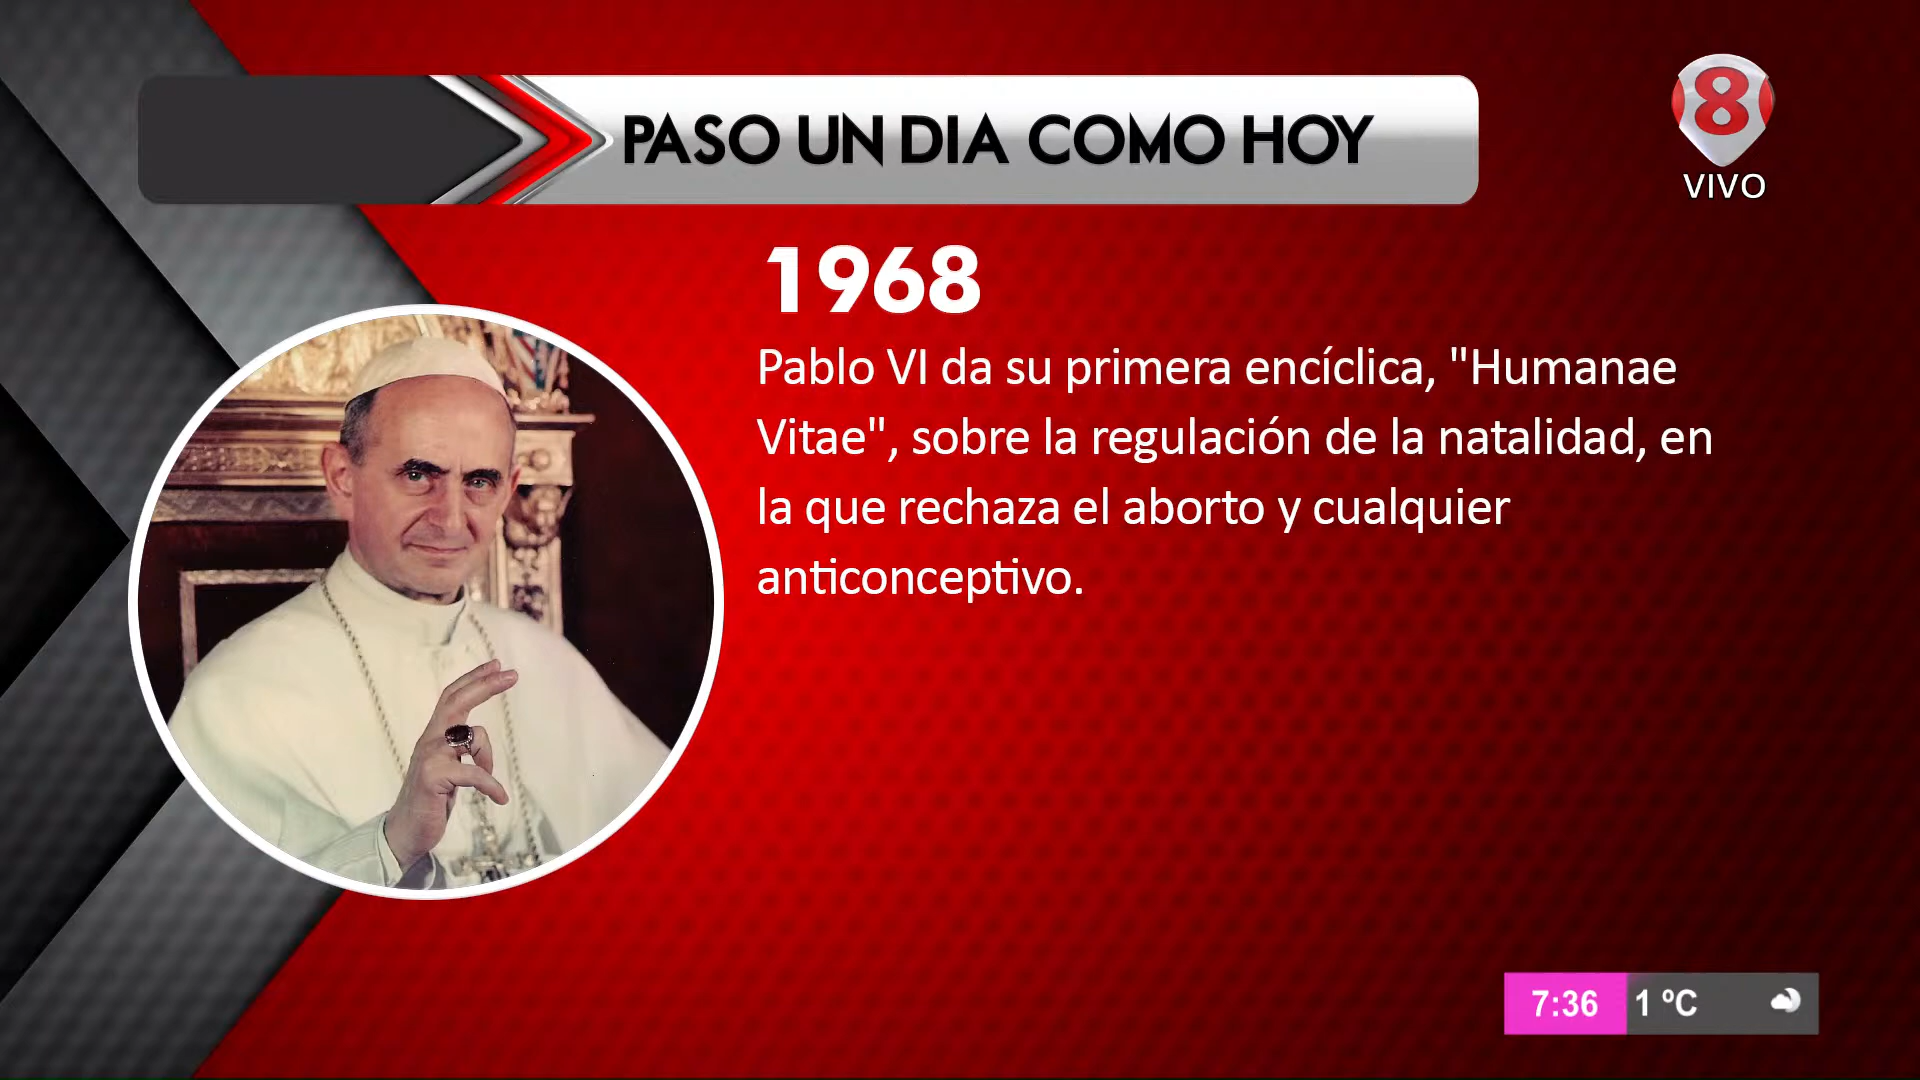 PASO UN DIA COMO HOY
8
VIVO
1968
Pablo VI da su primera encíclica, "Humanae
Vitae", sobre la regulación de la natalidad, en
la que rechaza el aborto y cualquier
anticonceptivo.
7:36 1 ºC